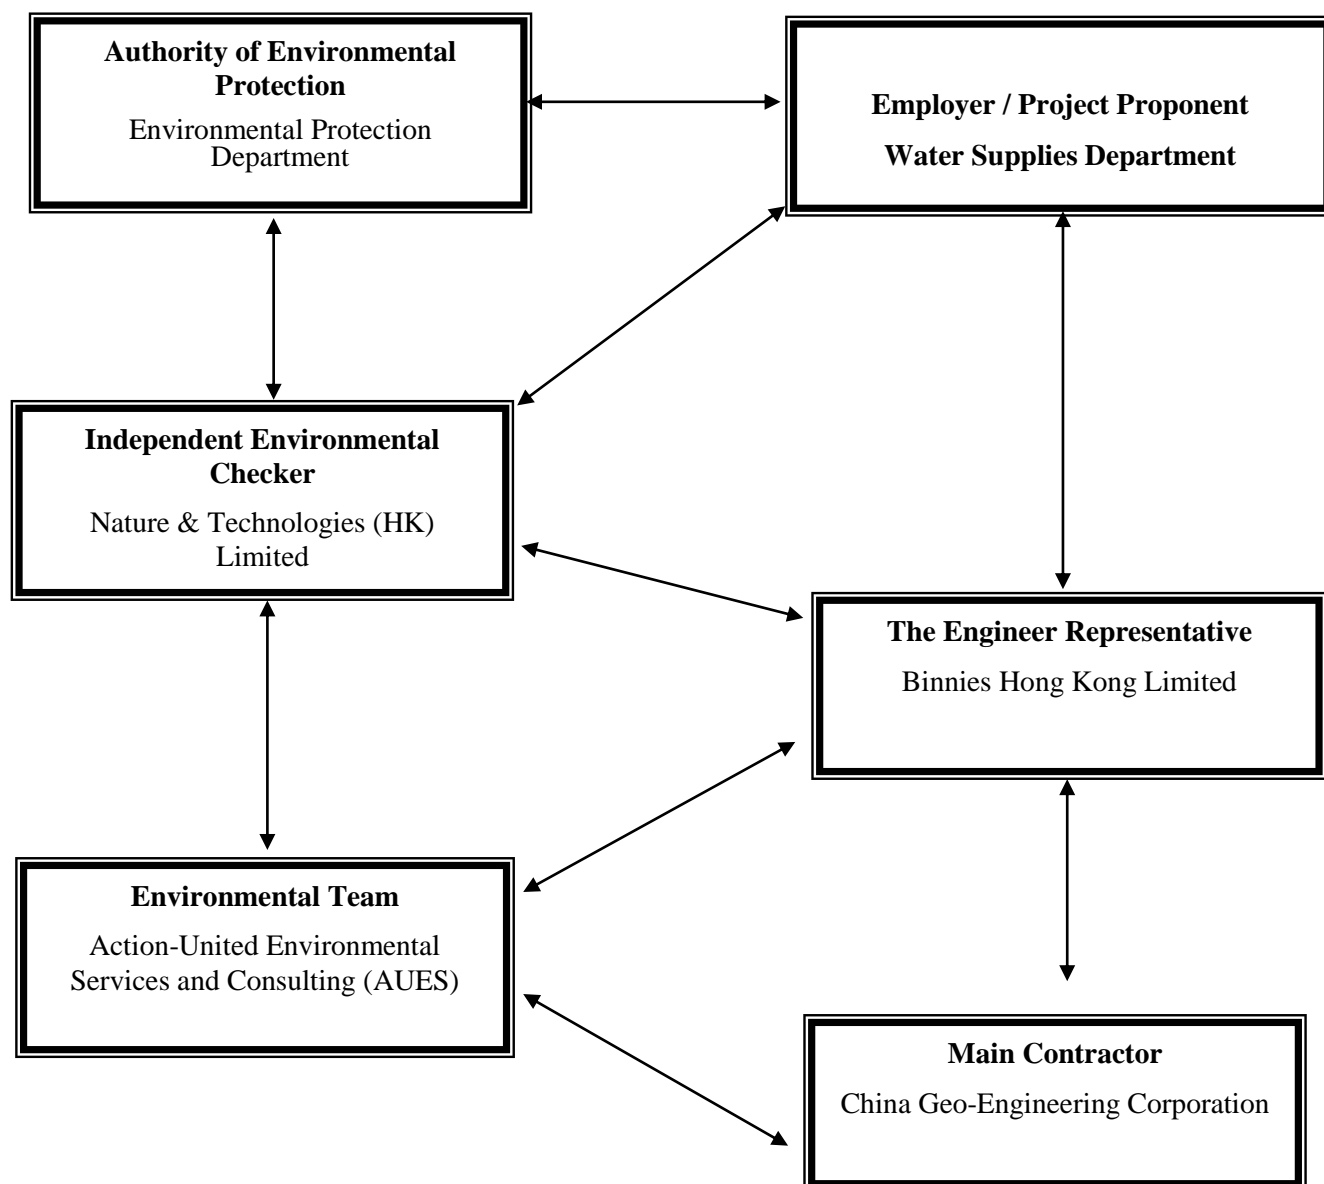 Authority of Environmental
Protection
Environmental Protection
Department
Employer / Project Proponent
Water Supplies Department
Independent Environmental
Checker
Nature & Technologies (HK)
Limited
The Engineer Representative
Binnies Hong Kong Limited
Environmental Team
Action-United Environmental
Services and Consulting (AUES)
Main Contractor
China Geo-Engineering Corporation